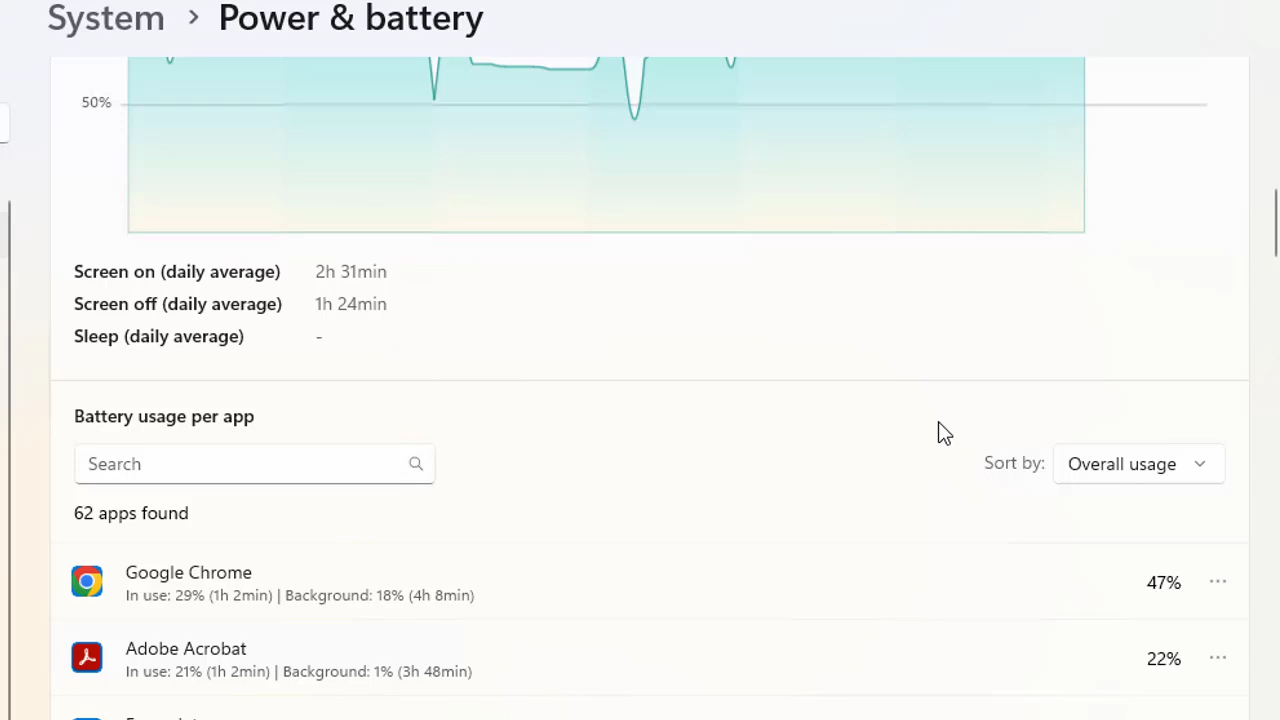 System > Power & battery
50%
Screen on (daily average) 2h 31min
Screen off (daily average) 1h 24min
Sleep (daily average) -
Battery usage per app
Search
Sort by: Overall usage
62 apps found
Google Chrome
In use: 29% (1h 2min) | Background: 18% (4h 8min)
47%
Adobe Acrobat
In use: 21% (1h 2min) | Background: 1% (3h 48min)
22%